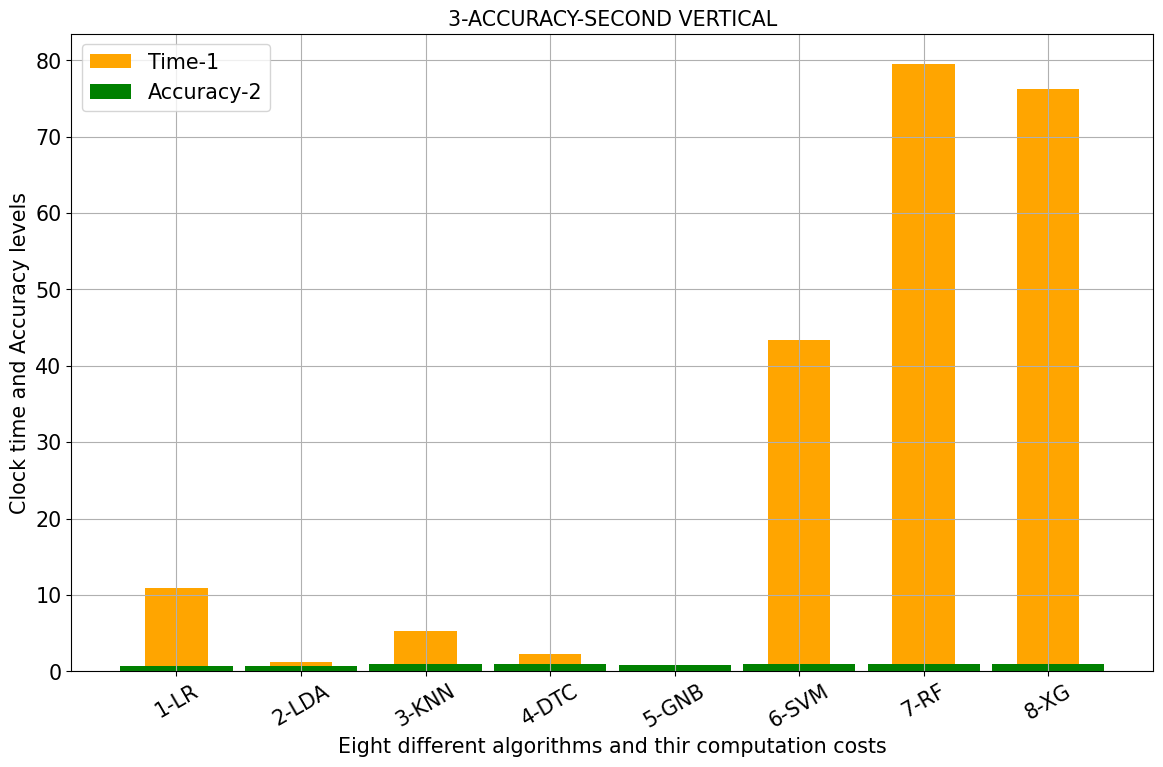 3-ACCURACY-SECOND VERTICAL
Time-1
Accuracy-2
Clock time and Accuracy levels
80
70
60
50
40
30
20
10
0
1-LR
2-LDA
3-KNN
4-DTC
5-GNB
6-SVM
7-RF
8-XG
Eight different algorithms and thir computation costs